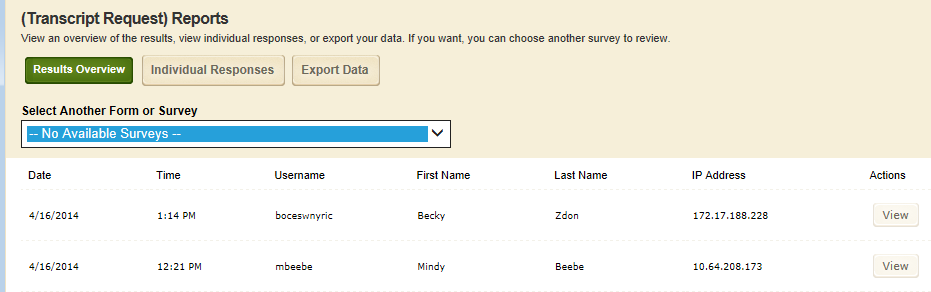 (Transcript Request) Reports
View an overview of the results, view individual responses, or export your data. If you want, you can choose another survey to review.
Results Overview Individual Responses Export Data
Select Another Form or Survey
-- No Available Surveys --
Date Time Username First Name Last Name IP Address Actions
4/16/2014 1:14 PM boceswnyric Becky Zdon 172.17.188.228 View
4/16/2014 12:21 PM mbeebe Mindy Beebe 10.64.208.173 View